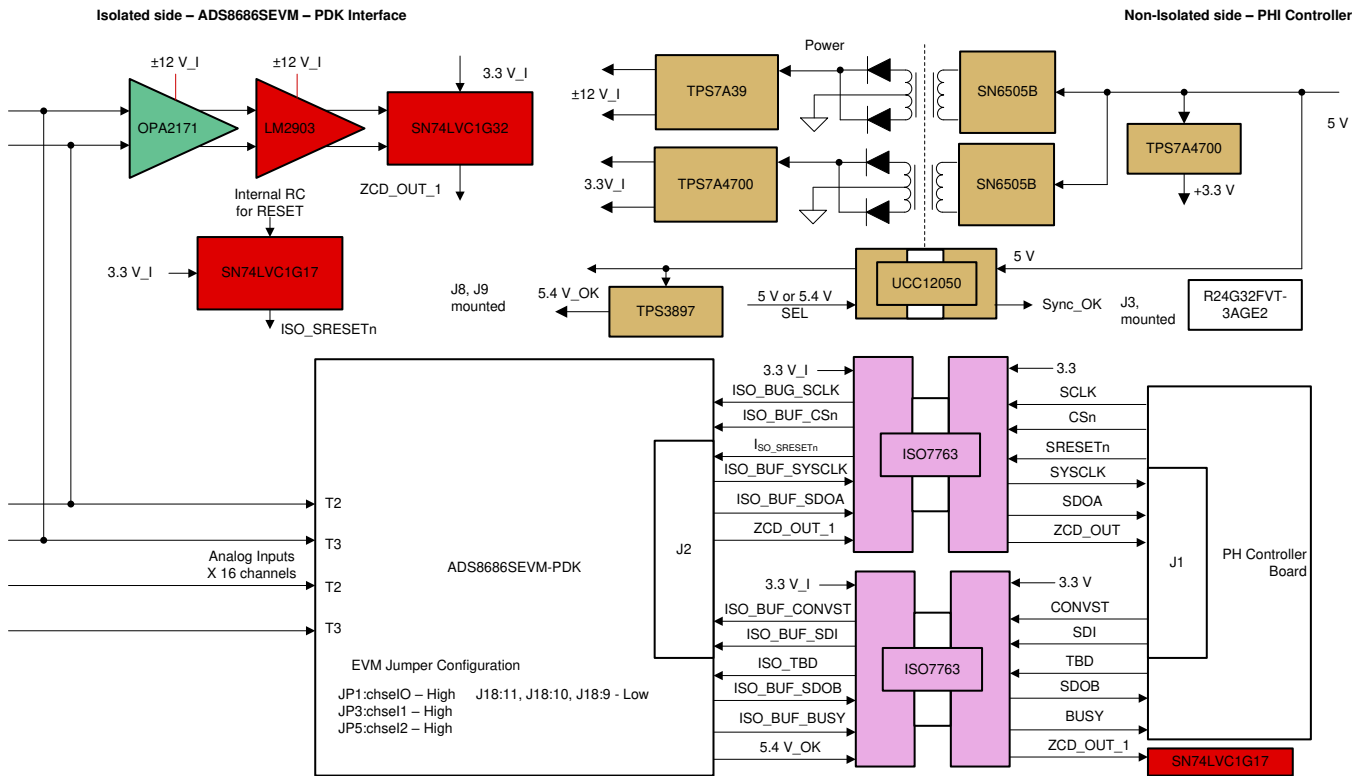 Isolated side – ADS8686SEVM – PDK Interface
Non-Isolated side – PHI Controller
±12 V_I
±12 V_I
3.3 V_I
OPA2171
LM2903
SN74LVC1G32
ZCD_OUT_1
Internal RC
for RESET
3.3 V_I
SN74LVC1G17
ISO_SRESETn
Power
±12 V_I
TPS7A39
SN6505B
5 V
3.3V_I
TPS7A4700
SN6505B
TPS7A4700
+3.3 V
J8, J9
mounted
5.4 V_OK
TPS3897
5 V or 5.4 V
SEL
UCC12050
5 V
Sync_OK
J3,
mounted
R24G32FVT-
3AGE2
T2
T3
Analog Inputs
X 16 channels
T2
T3
ADS8686SEVM-PDK
J2
EVM Jumper Configuration
JP1:chselO – High
J18:11, J18:10, J18:9 - Low
JP3:chsel1 – High
JP5:chsel2 – High
3.3 V_I
ISO_BUG_SCLK
ISO_BUF_CSn
ISO_SRESETn
ISO_BUF_SYSCLK
ISO_BUF_SDOA
ZCD_OUT_1
ISO7763
3.3
SCLK
CSn
SRESETn
SYSCLK
SDOA
ZCD_OUT
3.3 V_I
ISO_BUF_CONVST
ISO_BUF_SDI
ISO_TBD
ISO_BUF_SDOB
ISO_BUF_BUSY
5.4 V_OK
ISO7763
3.3 V
CONVST
SDI
TBD
SDOB
BUSY
ZCD_OUT_1
J1
PH Controller
Board
SN74LVC1G17